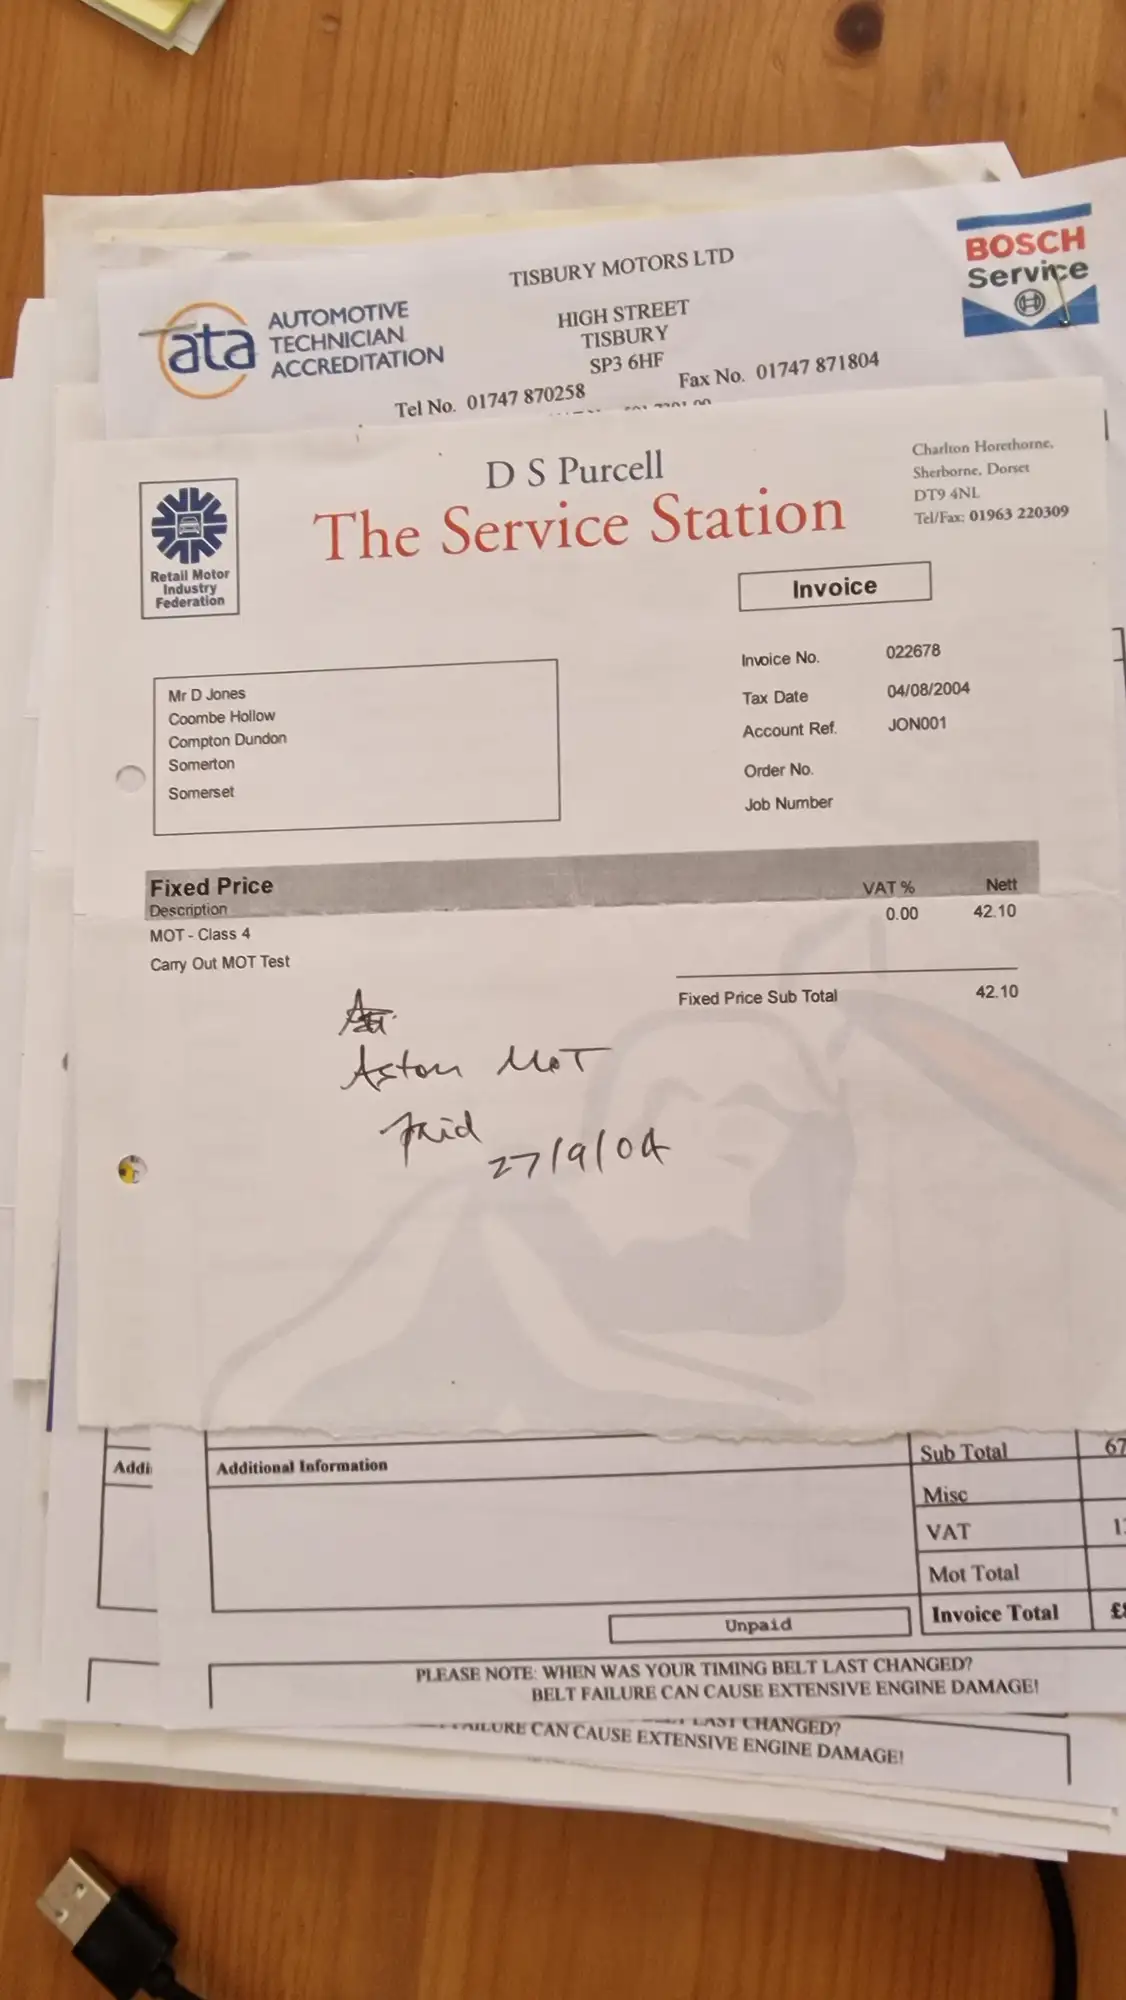 TISBURY MOTORS LTD
HIGH STREET
TISBURY
SP3 6HF
Tel No. 01747 870258
Fax No. 01747 871804
ata AUTOMOTIVE
TECHNICIAN
ACCREDITATION
BOSCH
Service
D S Purcell
The Service Station
Charlton Horethorne,
Sherborne, Dorset
DT9 4NL
Tel/Fax: 01963 220309
Retail Motor
Industry
Federation
Invoice
Mr D Jones
Coombe Hollow
Compton Dundon
Somerton
Somerset
Invoice No. 022678
Tax Date 04/08/2004
Account Ref. JON001
Order No.
Job Number
Fixed Price
Description VAT % Nett
MOT - Class 4 0.00 42.10
Carry Out MOT Test
Fixed Price Sub Total 42.10
Aston MOT
paid
27/9/04
Addi
Additional Information
Sub Total 67
Misc
VAT
Mot Total
Invoice Total
Unpaid
PLEASE NOTE: WHEN WAS YOUR TIMING BELT LAST CHANGED?
BELT FAILURE CAN CAUSE EXTENSIVE ENGINE DAMAGE!
LAST CHANGED?
AILURE CAN CAUSE EXTENSIVE ENGINE DAMAGE!